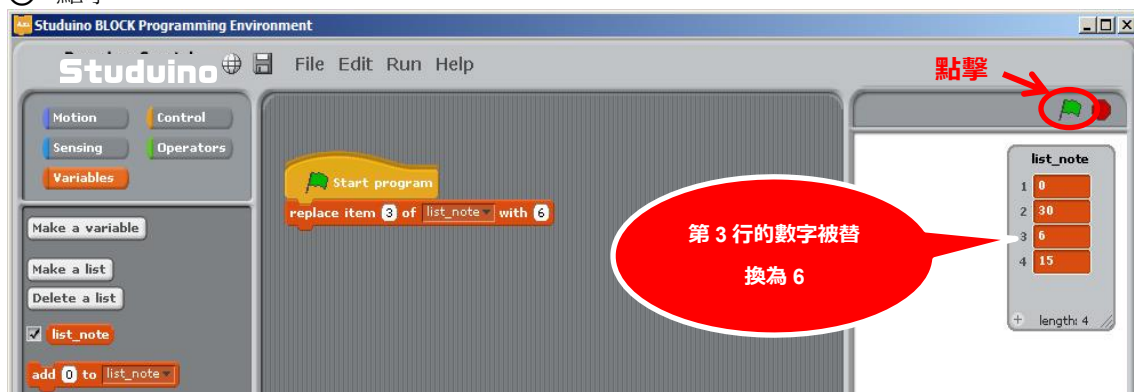 Studuino BLOCK Programming Environment
Studuino File Edit Run Help
點擊
Motion Control
Sensing Operators
Variables
Make a variable
Make a list
Delete a list
list_note
add 0 to list_note
Start program
replace item 3 of list_note with 6
第 3 行的數字被替
換為 6
list_note
1 0
2 30
3 6
4 15
+ length: 4